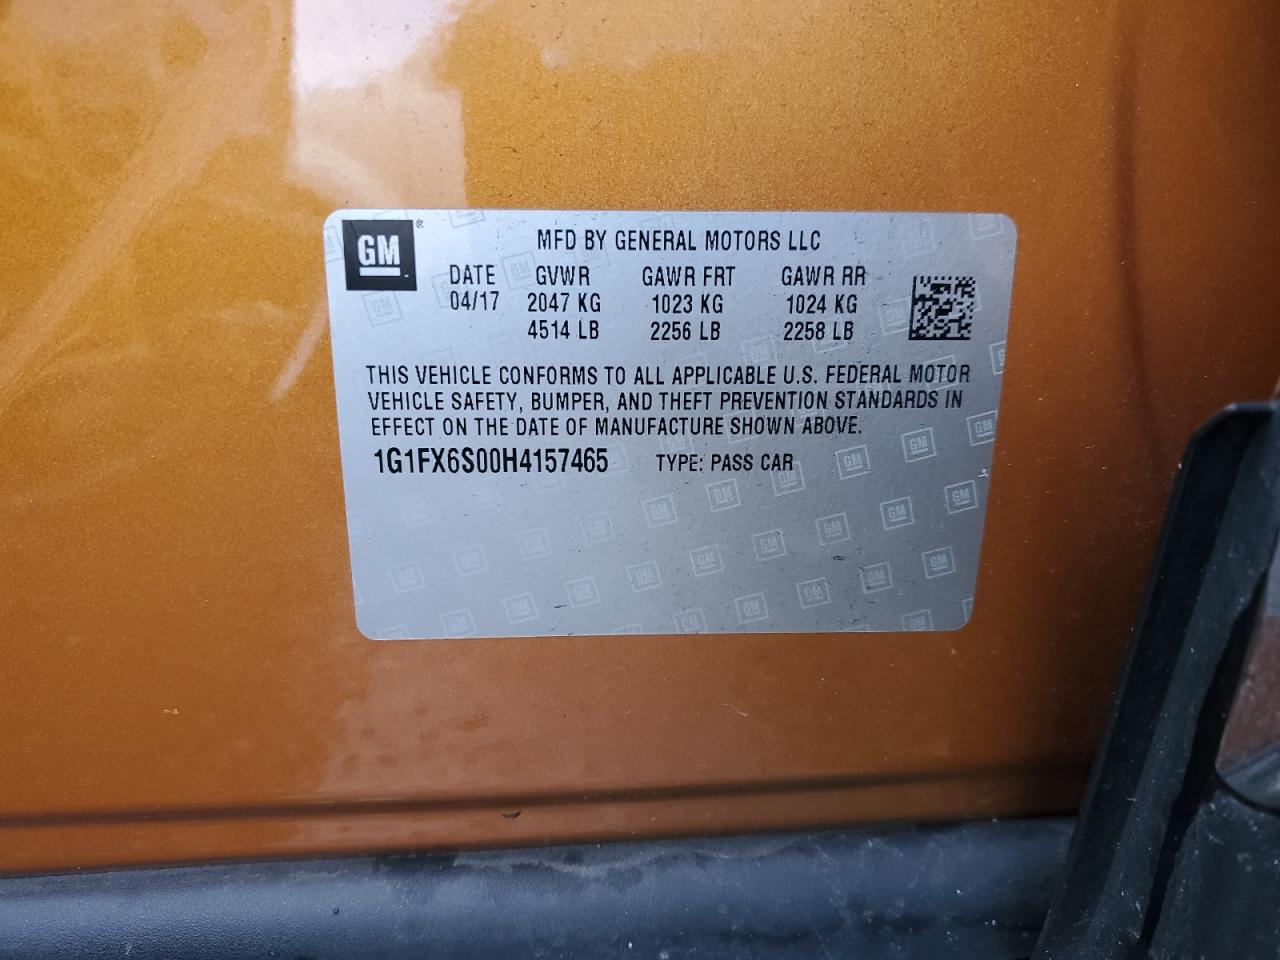 GM ®
MFD BY GENERAL MOTORS LLC
DATE GVWR GAWR FRT GAWR RR
04/17 2047 KG 1023 KG 1024 KG
4514 LB 2256 LB 2258 LB
THIS VEHICLE CONFORMS TO ALL APPLICABLE U.S. FEDERAL MOTOR
VEHICLE SAFETY, BUMPER, AND THEFT PREVENTION STANDARDS IN
EFFECT ON THE DATE OF MANUFACTURE SHOWN ABOVE.
1G1FX6S00H4157465 TYPE: PASS CAR